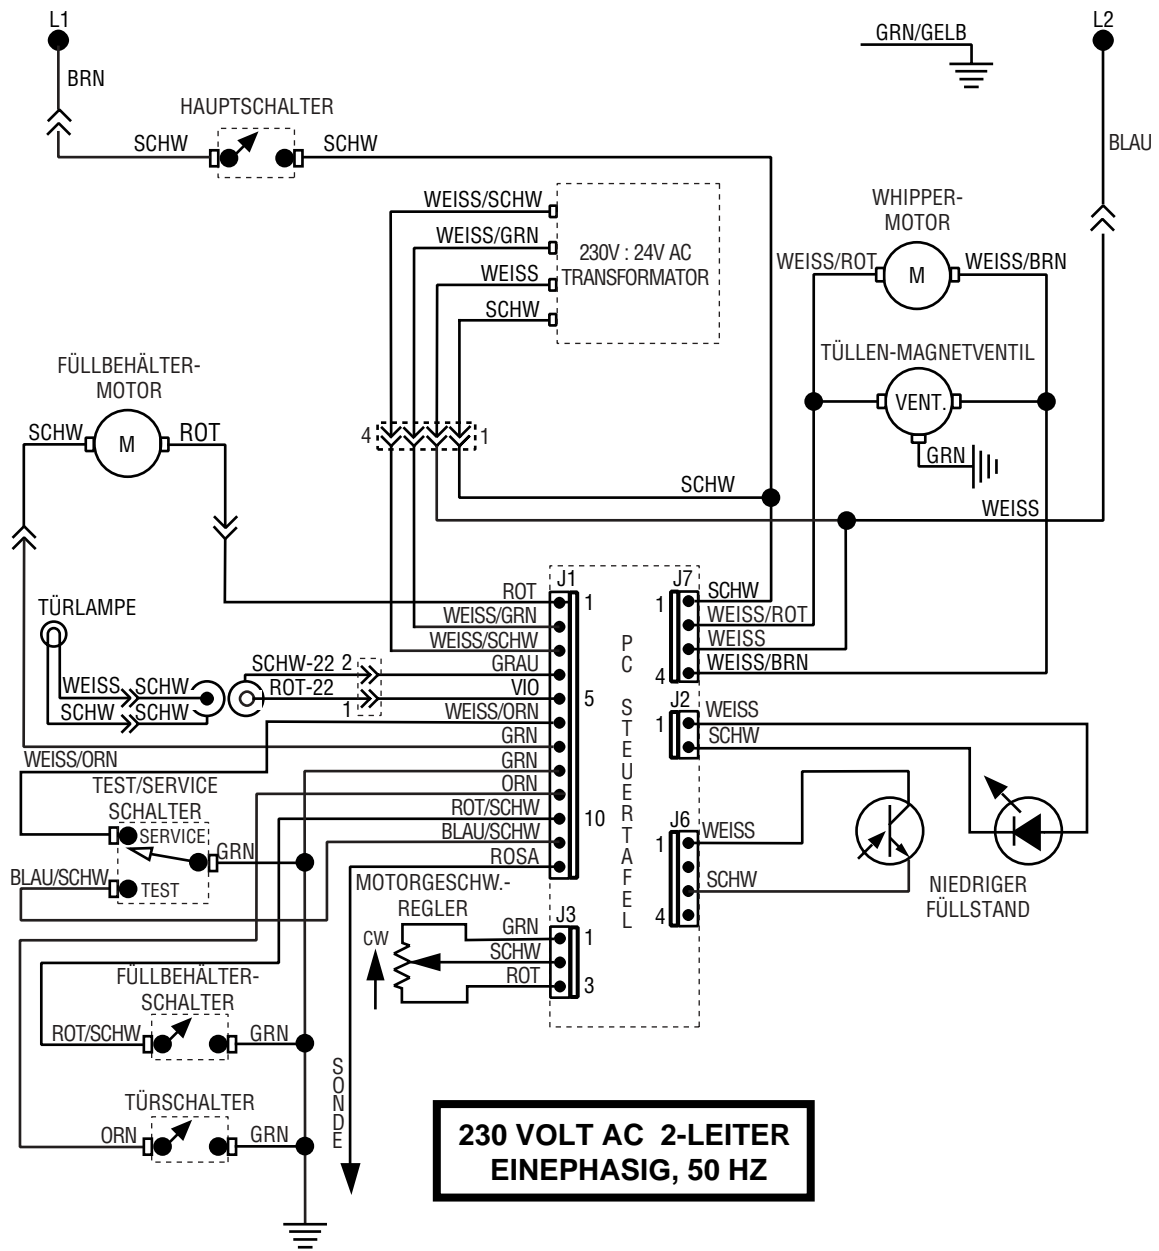 L1
L2
GRN/GELB
BRN
HAUPTSCHALTER
SCHW
SCHW
BLAU
WEISS/SCHW
WEISS/GRN
WEISS
SCHW
230V : 24V AC
TRANSFORMATOR
WHIPPER-
MOTOR
WEISS/ROT
M
WEISS/BRN
TÜLLEN-MAGNETVENTIL
VENT.
GRN
FÜLLBEHÄLTER-
MOTOR
SCHW
M
ROT
4
1
SCHW
WEISS
TÜRLAMPE
WEISS
SCHW
SCHW
SCHW
SCHW-22
2
ROT-22
1
J1
ROT
1
WEISS/GRN
WEISS/SCHW
GRAU
VIO
5
WEISS/ORN
GRN
GRN
ORN
ROT/SCHW
10
BLAU/SCHW
ROSA
PC STEUERTAFEL
J7
1
SCHW
WEISS/ROT
WEISS
4
WEISS/BRN
J2
1
WEISS
SCHW
J6
1
WEISS
SCHW
4
NIEDRIGER
FÜLLSTAND
WEISS/ORN
TEST/SERVICE
SCHALTER
SERVICE
GRN
BLAU/SCHW
TEST
MOTORGESCHW.-
REGLER
CW
J3
GRN
1
SCHW
ROT
3
FÜLLBEHÄLTER-
SCHALTER
ROT/SCHW
GRN
TÜRSCHALTER
ORN
GRN
SONDE
230 VOLT AC 2-LEITER
EINEPHASIG, 50 HZ